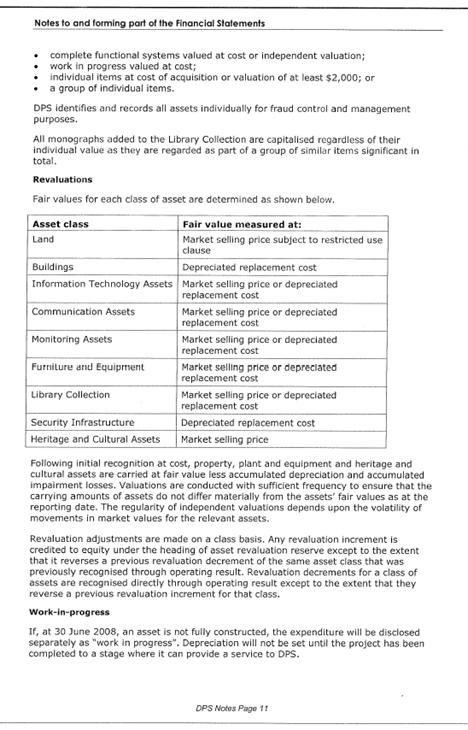 Notes to and forming part of the Financial Statements
• complete functional systems valued at cost or independent valuation;
• work in progress valued at cost;
• individual items at cost of acquisition or valuation of at least $2,000; or
• a group of individual items.
DPS identifies and records all assets individually for fraud control and management
purposes.
All monographs added to the Library Collection are capitalised regardless of their
individual value as they are regarded as part of a group of similar items significant in
total.
Revaluations
Fair values for each class of asset are determined as shown below.
Asset class Fair value measured at:
Land Market selling price subject to restricted use
clause
Buildings Depreciated replacement cost
Information Technology Assets Market selling price or depreciated
replacement cost
Communication Assets Market selling price or depreciated
replacement cost
Monitoring Assets Market selling price or depreciated
replacement cost
Furniture and Equipment Market selling price or depreciated
replacement cost
Library Collection Market selling price or depreciated
replacement cost
Security Infrastructure Depreciated replacement cost
Heritage and Cultural Assets Market selling price
Following initial recognition at cost, property, plant and equipment and heritage and
cultural assets are carried at fair value less accumulated depreciation and accumulated
impairment losses. Valuations are conducted with sufficient frequency to ensure that the
carrying amounts of assets do not differ materially from the assets' fair values as at the
reporting date. The regularity of independent valuations depends upon the volatility of
movements in market values for the relevant assets.
Revaluation adjustments are made on a class basis. Any revaluation increment is
credited to equity under the heading of asset revaluation reserve except to the extent
that it reverses a previous revaluation decrement of the same asset class that was
previously recognised through operating result. Revaluation decrements for a class of
assets are recognised directly through operating result except to the extent that they
reverse a previous revaluation increment for that class.
Work-in-progress
If, at 30 June 2008, an asset is not fully constructed, the expenditure will be disclosed
separately as "work in progress". Depreciation will not be set until the project has been
completed to a stage where it can provide a service to DPS.
DPS Notes Page 11